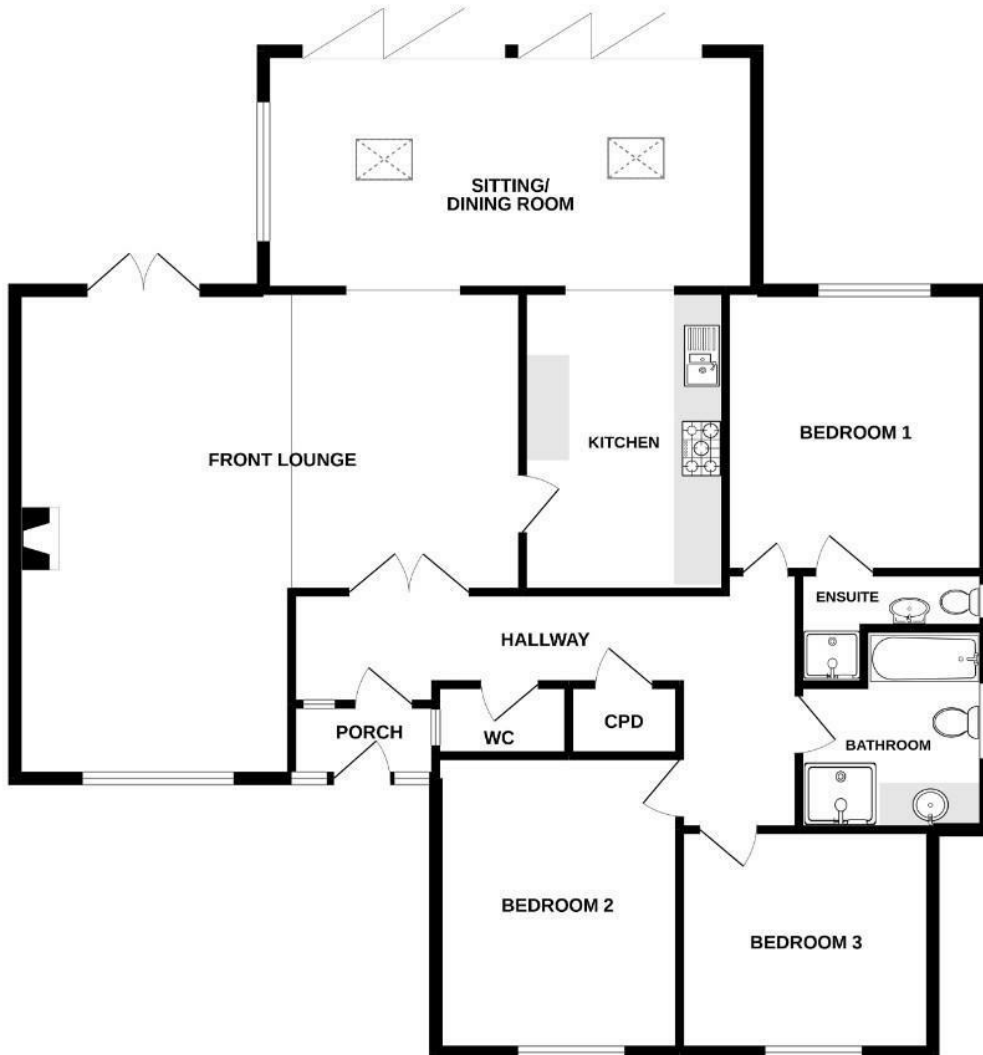 SITTING/
DINING ROOM
FRONT LOUNGE
KITCHEN
BEDROOM 1
ENSUITE
HALLWAY
PORCH
WC
CPD
BATHROOM
BEDROOM 2
BEDROOM 3